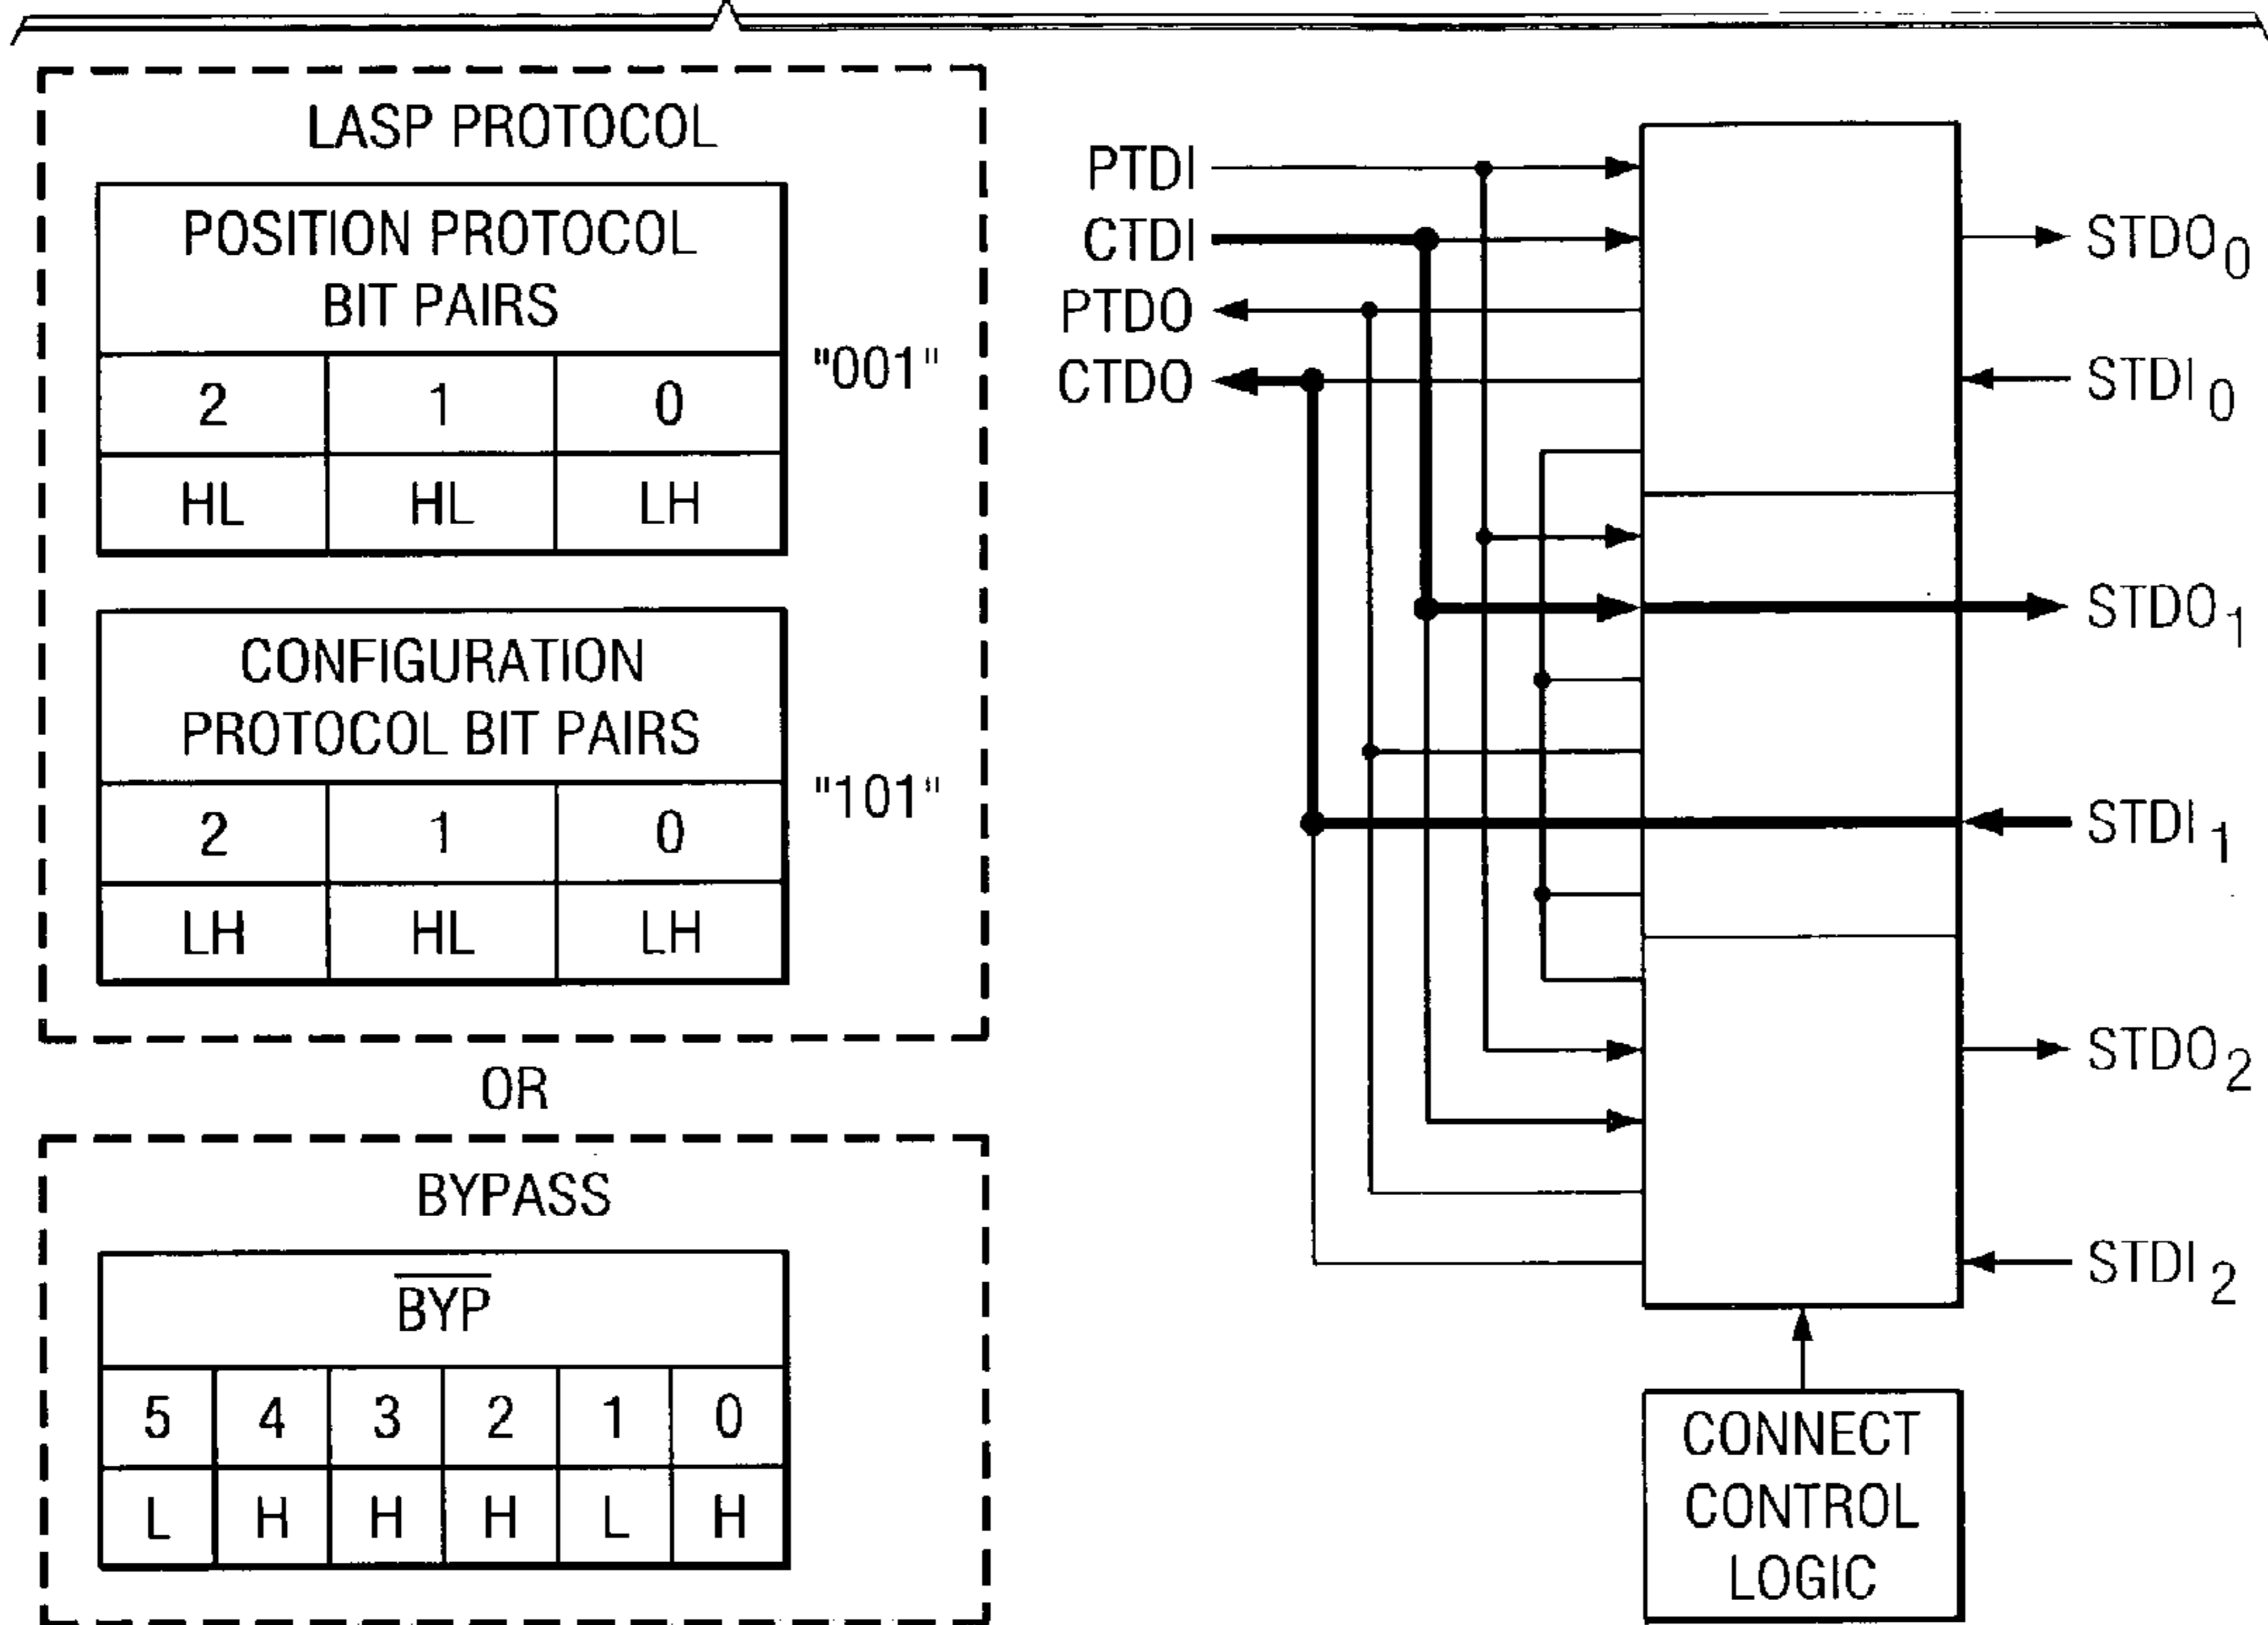 LASP PROTOCOL
POSITION PROTOCOL
BIT PAIRS
2 1 0
HL HL LH
"001"
CONFIGURATION
PROTOCOL BIT PAIRS
2 1 0
LH HL LH
"101"
OR
BYPASS
BYP
5 4 3 2 1 0
L H H H L H
PTDI
CTDI
PTDO
CTDO
STDO0
STDI0
STDO1
STDI1
STDO2
STDI2
CONNECT
CONTROL
LOGIC